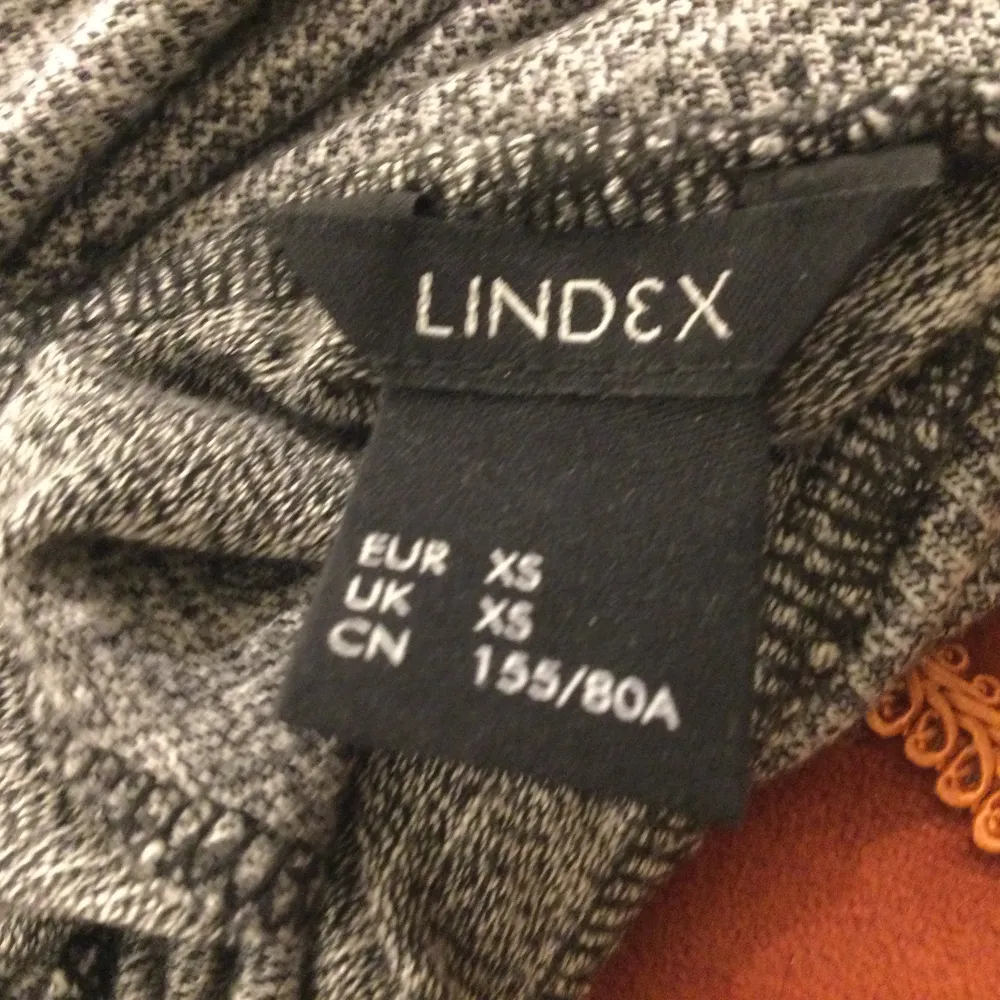 LINDEX
EUR XS
UK XS
CN 155/80A